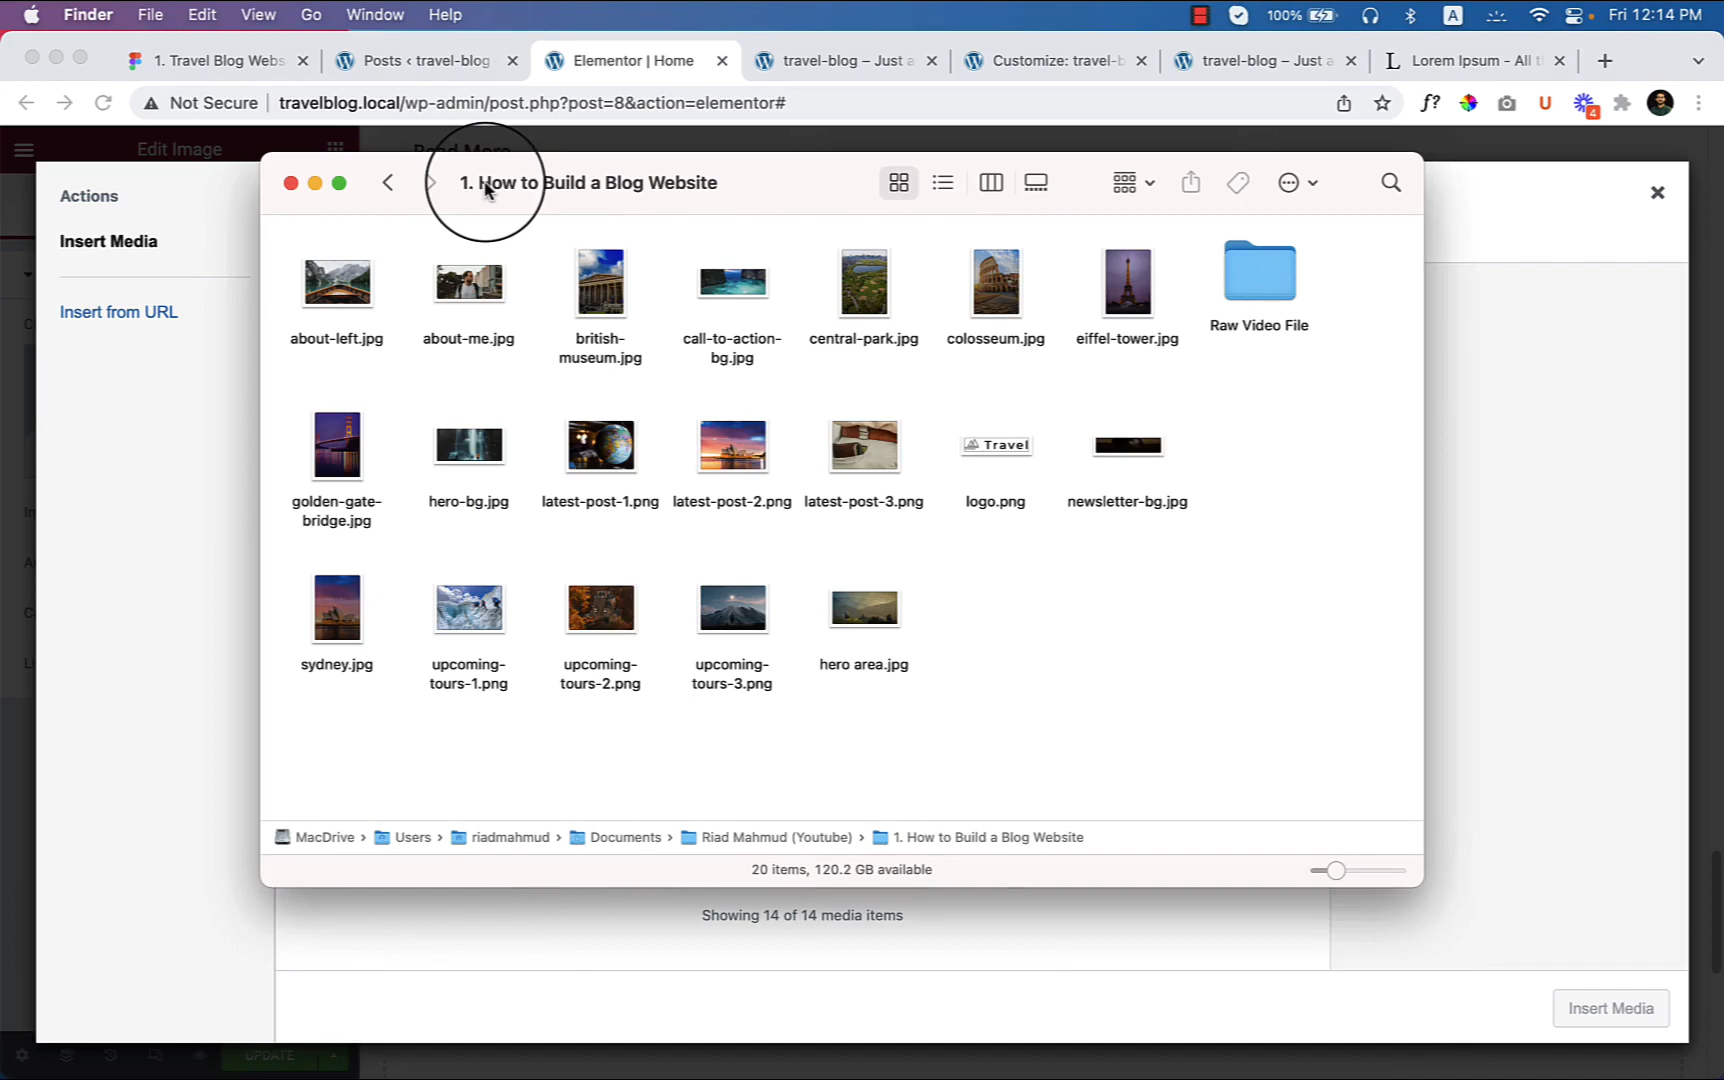 Finder File Edit View Go Window Help 100% A Fri 12:14 PM
1. Travel Blog Webs Posts ‹ travel-blog Elementor | Home travel-blog – Just a Customize: travel-b travel-blog – Just a L Lorem Ipsum - All t
Not Secure travelblog.local/wp-admin/post.php?post=8&action=elementor# f? U 4
Edit Image Read More
Actions
1. How to Build a Blog Website
Insert Media
Insert from URL
about-left.jpg about-me.jpg british-museum.jpg call-to-action-bg.jpg central-park.jpg colosseum.jpg eiffel-tower.jpg Raw Video File
Travel
golden-gate-bridge.jpg hero-bg.jpg latest-post-1.png latest-post-2.png latest-post-3.png logo.png newsletter-bg.jpg
sydney.jpg upcoming-tours-1.png upcoming-tours-2.png upcoming-tours-3.png hero area.jpg
MacDrive › Users › riadmahmud › Documents › Riad Mahmud (Youtube) › 1. How to Build a Blog Website
20 items, 120.2 GB available
Showing 14 of 14 media items
Insert Media
UPDATE